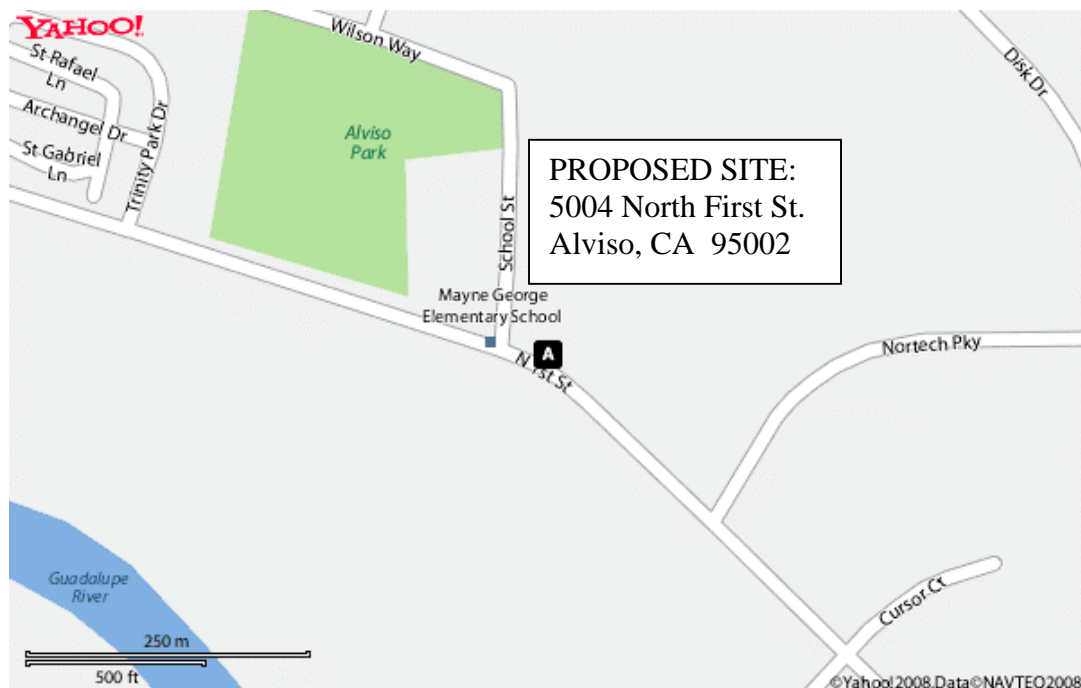 YAHOO!
Wilson Way
Disk Dr
St Rafael
Ln
Archangel Dr
St Gabriel
Ln
Trinity Park Dr
Alviso
Park
School St
PROPOSED SITE:
5004 North First St.
Alviso, CA 95002
Mayne George
Elementary School
A
N 1st St
Nortech Pky
Guadalupe
River
Cursor Ct
250 m
500 ft
©Yahoo!2008.Data©NAVTEQ2008